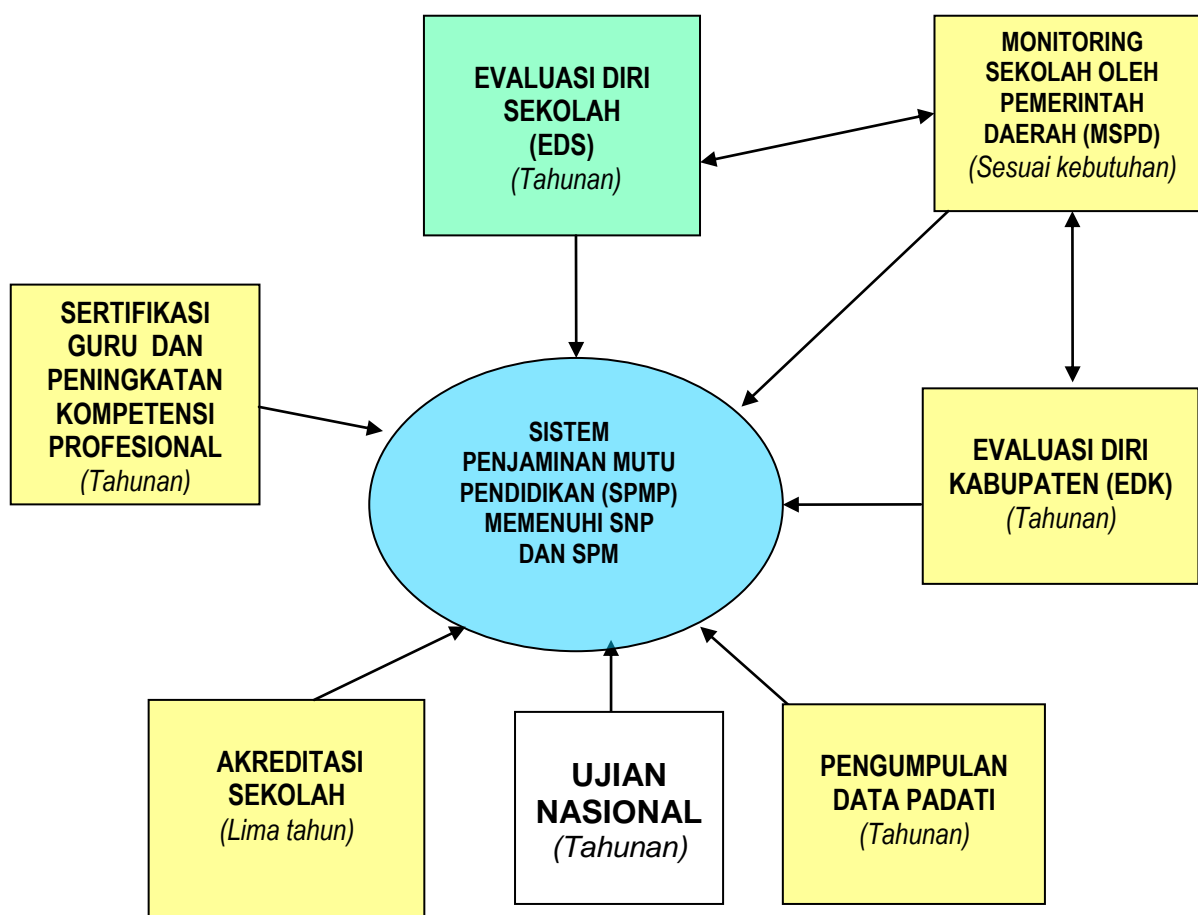 EVALUASI DIRI
SEKOLAH
(EDS)
(Tahunan)
MONITORING
SEKOLAH OLEH
PEMERINTAH
DAERAH (MSPD)
(Sesuai kebutuhan)
SERTIFIKASI
GURU DAN
PENINGKATAN
KOMPETENSI
PROFESIONAL
(Tahunan)
SISTEM
PENJAMINAN MUTU
PENDIDIKAN (SPMP)
MEMENUHI SNP
DAN SPM
EVALUASI DIRI
KABUPATEN (EDK)
(Tahunan)
AKREDITASI
SEKOLAH
(Lima tahun)
UJIAN
NASIONAL
(Tahunan)
PENGUMPULAN
DATA PADATI
(Tahunan)